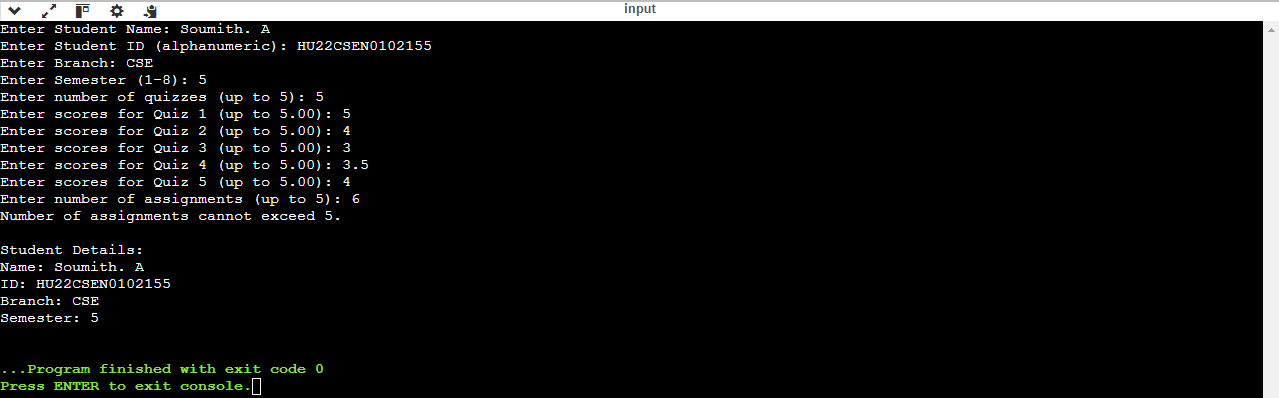 input
Enter Student Name: Soumith. A
Enter Student ID (alphanumeric): HU22CSEN0102155
Enter Branch: CSE
Enter Semester (1-8): 5
Enter number of quizzes (up to 5): 5
Enter scores for Quiz 1 (up to 5.00): 5
Enter scores for Quiz 2 (up to 5.00): 4
Enter scores for Quiz 3 (up to 5.00): 3
Enter scores for Quiz 4 (up to 5.00): 3.5
Enter scores for Quiz 5 (up to 5.00): 4
Enter number of assignments (up to 5): 6
Number of assignments cannot exceed 5.
Student Details:
Name: Soumith. A
ID: HU22CSEN0102155
Branch: CSE
Semester: 5
...Program finished with exit code 0
Press ENTER to exit console.